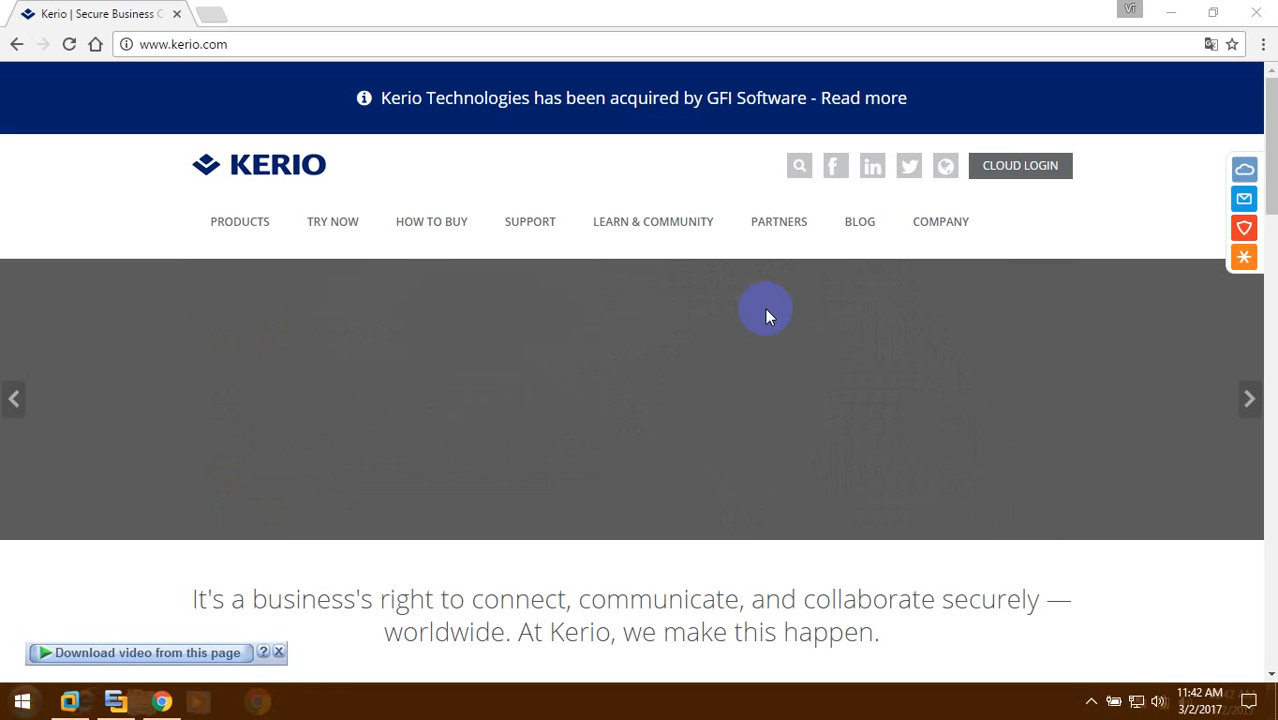 Kerio | Secure Business C
Vi
www.kerio.com
Kerio Technologies has been acquired by GFI Software - Read more
KERIO
CLOUD LOGIN
PRODUCTS TRY NOW HOW TO BUY SUPPORT LEARN & COMMUNITY PARTNERS BLOG COMPANY
It's a business's right to connect, communicate, and collaborate securely —
worldwide. At Kerio, we make this happen.
Download video from this page
11:42 AM
3/2/2017